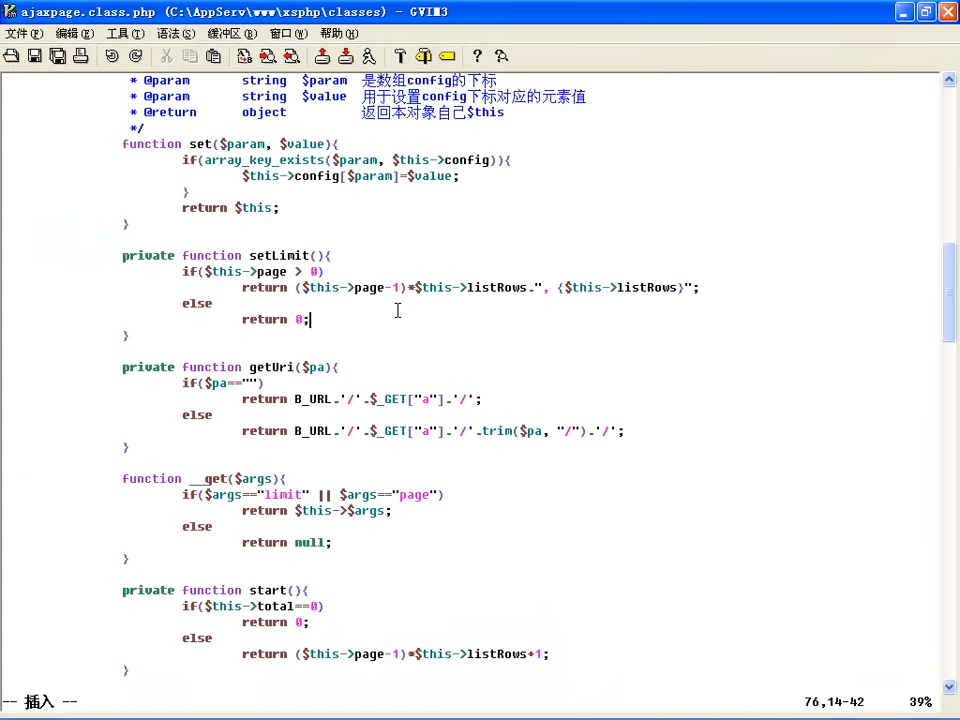 ajaxpage.class.php (C:\AppServ\www\xsphp\classes) - GVIM3
文件(F) 编辑(E) 工具(T) 语法(S) 缓冲区(B) 窗口(W) 帮助(H)
* @param string $param 是数组config的下标
* @param string $value 用于设置config下标对应的元素值
* @return object 返回本对象自己$this
*/
function set($param, $value){
if(array_key_exists($param, $this->config)){
$this->config[$param]=$value;
}
return $this;
}
private function setLimit(){
if($this->page > 0)
return ($this->page-1)*$this->listRows.", {$this->listRows}";
else
return 0;
}
private function getUri($pa){
if($pa=="")
return B_URL.'/'.$_GET["a"].'/';
else
return B_URL.'/'.$_GET["a"].'/'.trim($pa, "/").'/';
}
function __get($args){
if($args=="limit" || $args=="page")
return $this->$args;
else
return null;
}
private function start(){
if($this->total==0)
return 0;
else
return ($this->page-1)*$this->listRows+1;
}
-- 插入 -- 76,14-42 39%